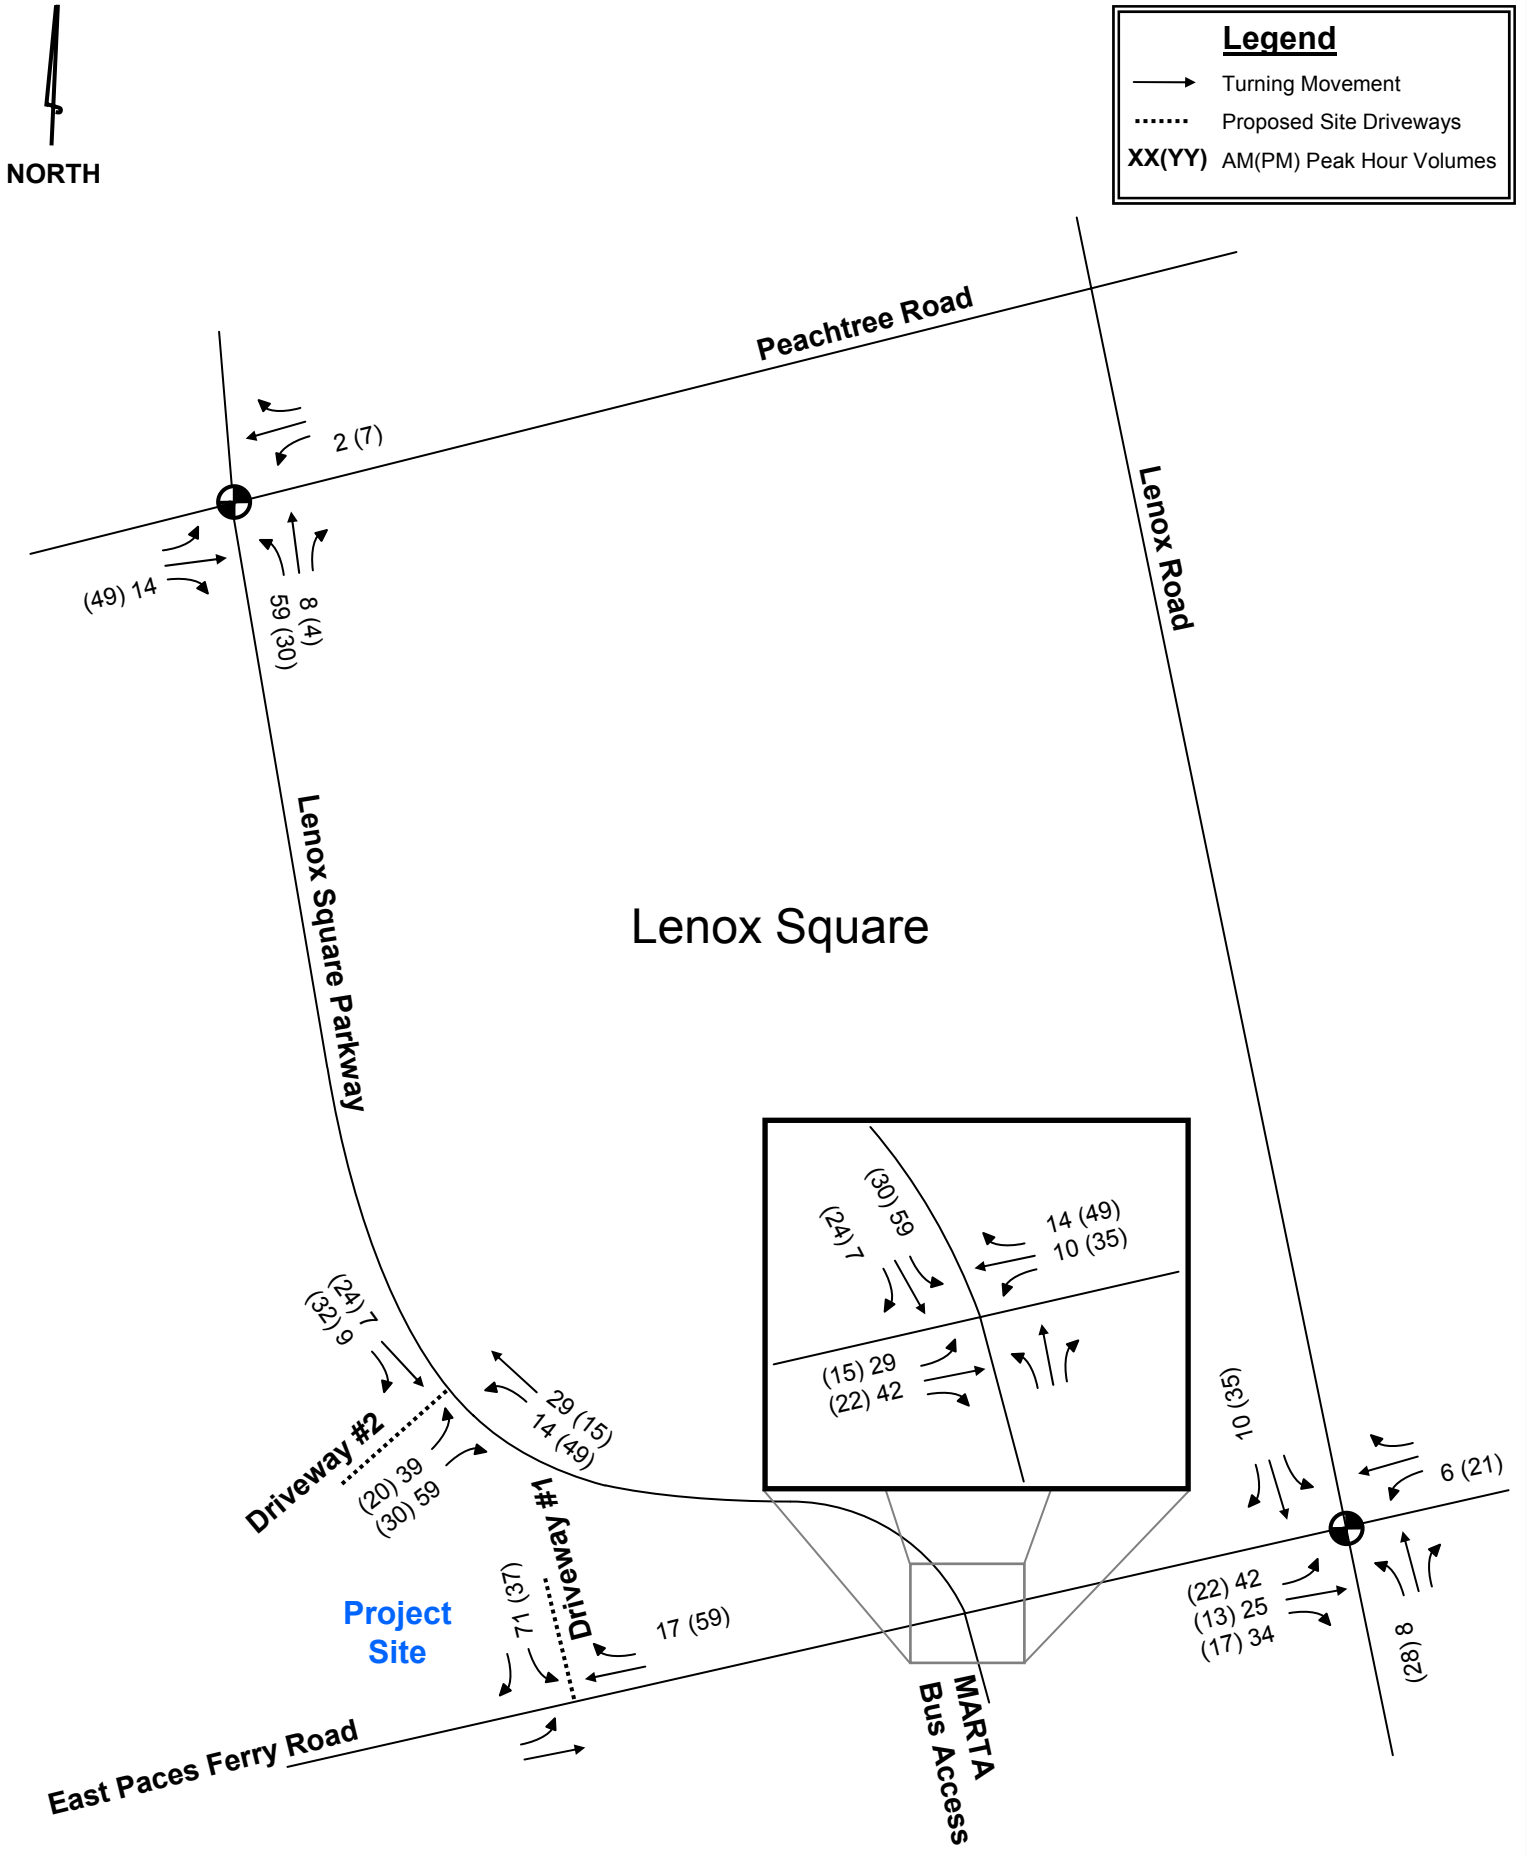 Legend
Turning Movement
Proposed Site Driveways
XX(YY) AM(PM) Peak Hour Volumes
NORTH
Peachtree Road
2 (7)
(49) 14
8 (4)
59 (30)
Lenox Road
Lenox Square Parkway
Lenox Square
(30) 59
(24) 7
14 (49)
10 (35)
(15) 29
(22) 42
(24) 7
(32) 9
29 (15)
14 (49)
Driveway #2
(20) 39
(30) 59
Driveway #1
71 (37)
17 (59)
Project
Site
10 (35)
6 (21)
(22) 42
(13) 25
(17) 34
(28) 8
MARTA
Bus Access
East Paces Ferry Road